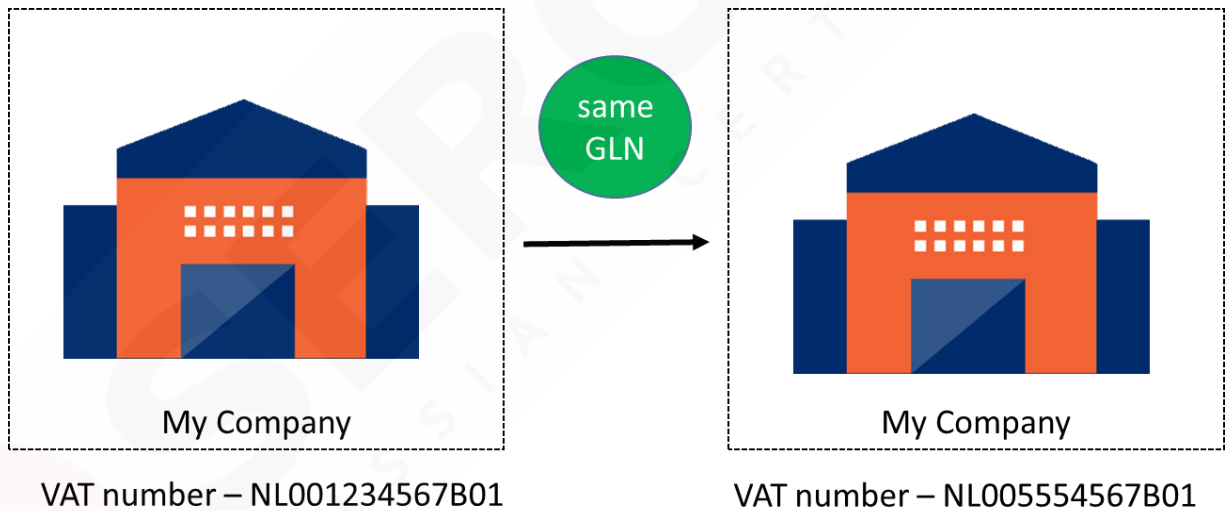 same
GLN
My Company
My Company
VAT number – NL001234567B01
VAT number – NL005554567B01